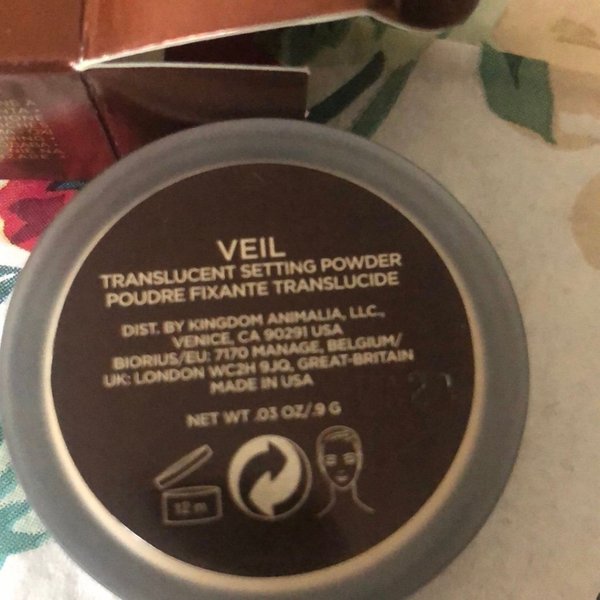 VEIL
TRANSLUCENT SETTING POWDER
POUDRE FIXANTE TRANSLUCIDE
DIST. BY KINGDOM ANIMALIA, LLC.,
VENICE, CA 90291 USA
BIORIUS/EU: 7170 MANAGE, BELGIUM/
UK: LONDON WC2H 9JQ, GREAT-BRITAIN
MADE IN USA
NET WT .03 OZ/.9 G
12 m